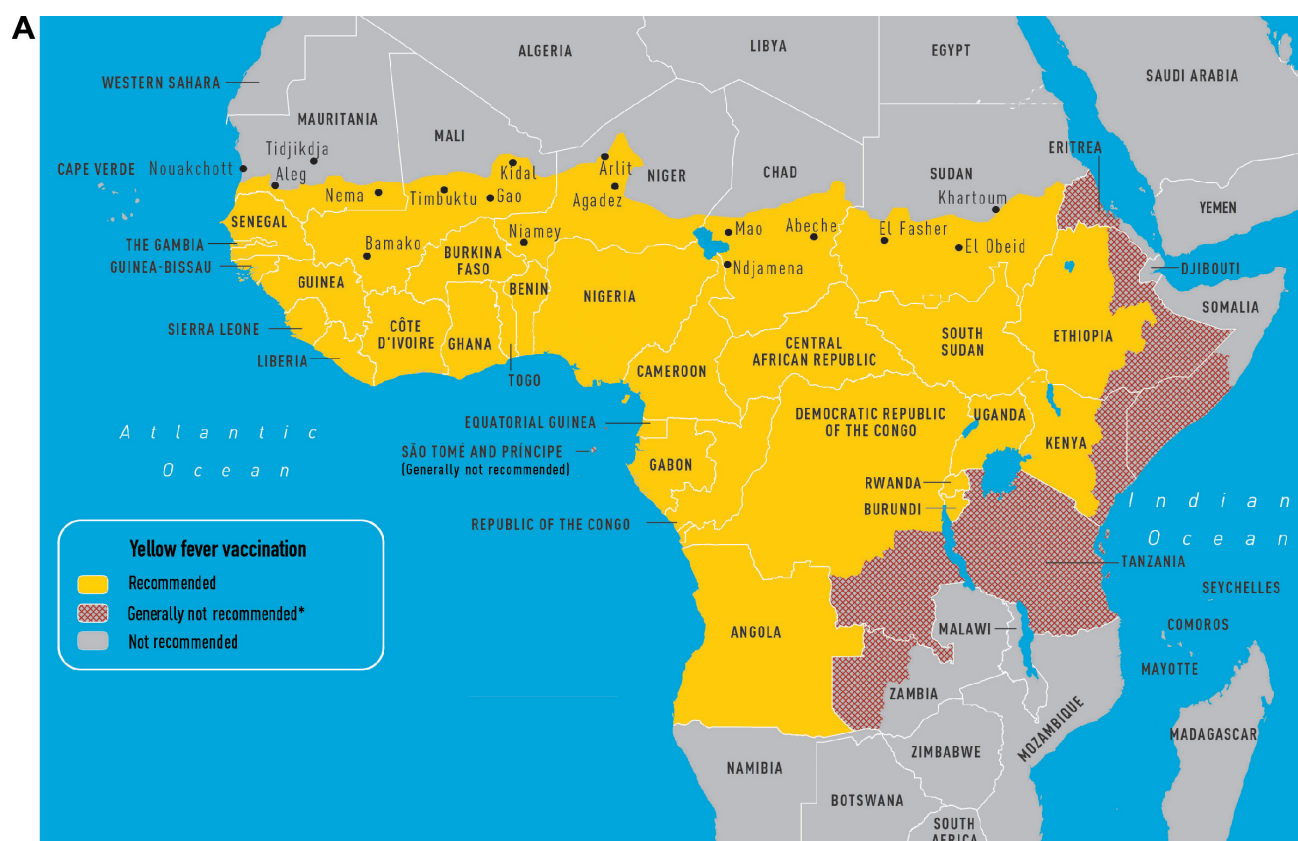 A
ALGERIA
LIBYA
EGYPT
SAUDI ARABIA
WESTERN SAHARA
MAURITANIA
MALI
Tidjikdja
CAPE VERDE
Nouakchott
Aleg
Kidal
Arlit
NIGER
CHAD
SUDAN
ERITREA
Nema
Timbuktu
Gao
Agadez
Khartoum
YEMEN
SENEGAL
THE GAMBIA
Bamako
Niamey
Mao
Abeche
El Fasher
El Obeid
GUINEA-BISSAU
BURKINA
FASO
Ndjamena
DJIBOUTI
GUINEA
BENIN
NIGERIA
SOMALIA
SIERRA LEONE
CÔTE
D'IVOIRE
GHANA
CENTRAL
AFRICAN REPUBLIC
SOUTH
SUDAN
ETHIOPIA
LIBERIA
TOGO
CAMEROON
EQUATORIAL GUINEA
DEMOCRATIC REPUBLIC
OF THE CONGO
UGANDA
KENYA
Atlantic
Ocean
SÃO TOMÉ AND PRÍNCIPE
(Generally not recommended)
GABON
RWANDA
BURUNDI
Indian
Ocean
REPUBLIC OF THE CONGO
TANZANIA
SEYCHELLES
Yellow fever vaccination
Recommended
Generally not recommended*
Not recommended
ANGOLA
MALAWI
COMOROS
MAYOTTE
ZAMBIA
MOZAMBIQUE
MADAGASCAR
ZIMBABWE
NAMIBIA
BOTSWANA
SOUTH
AFRICA